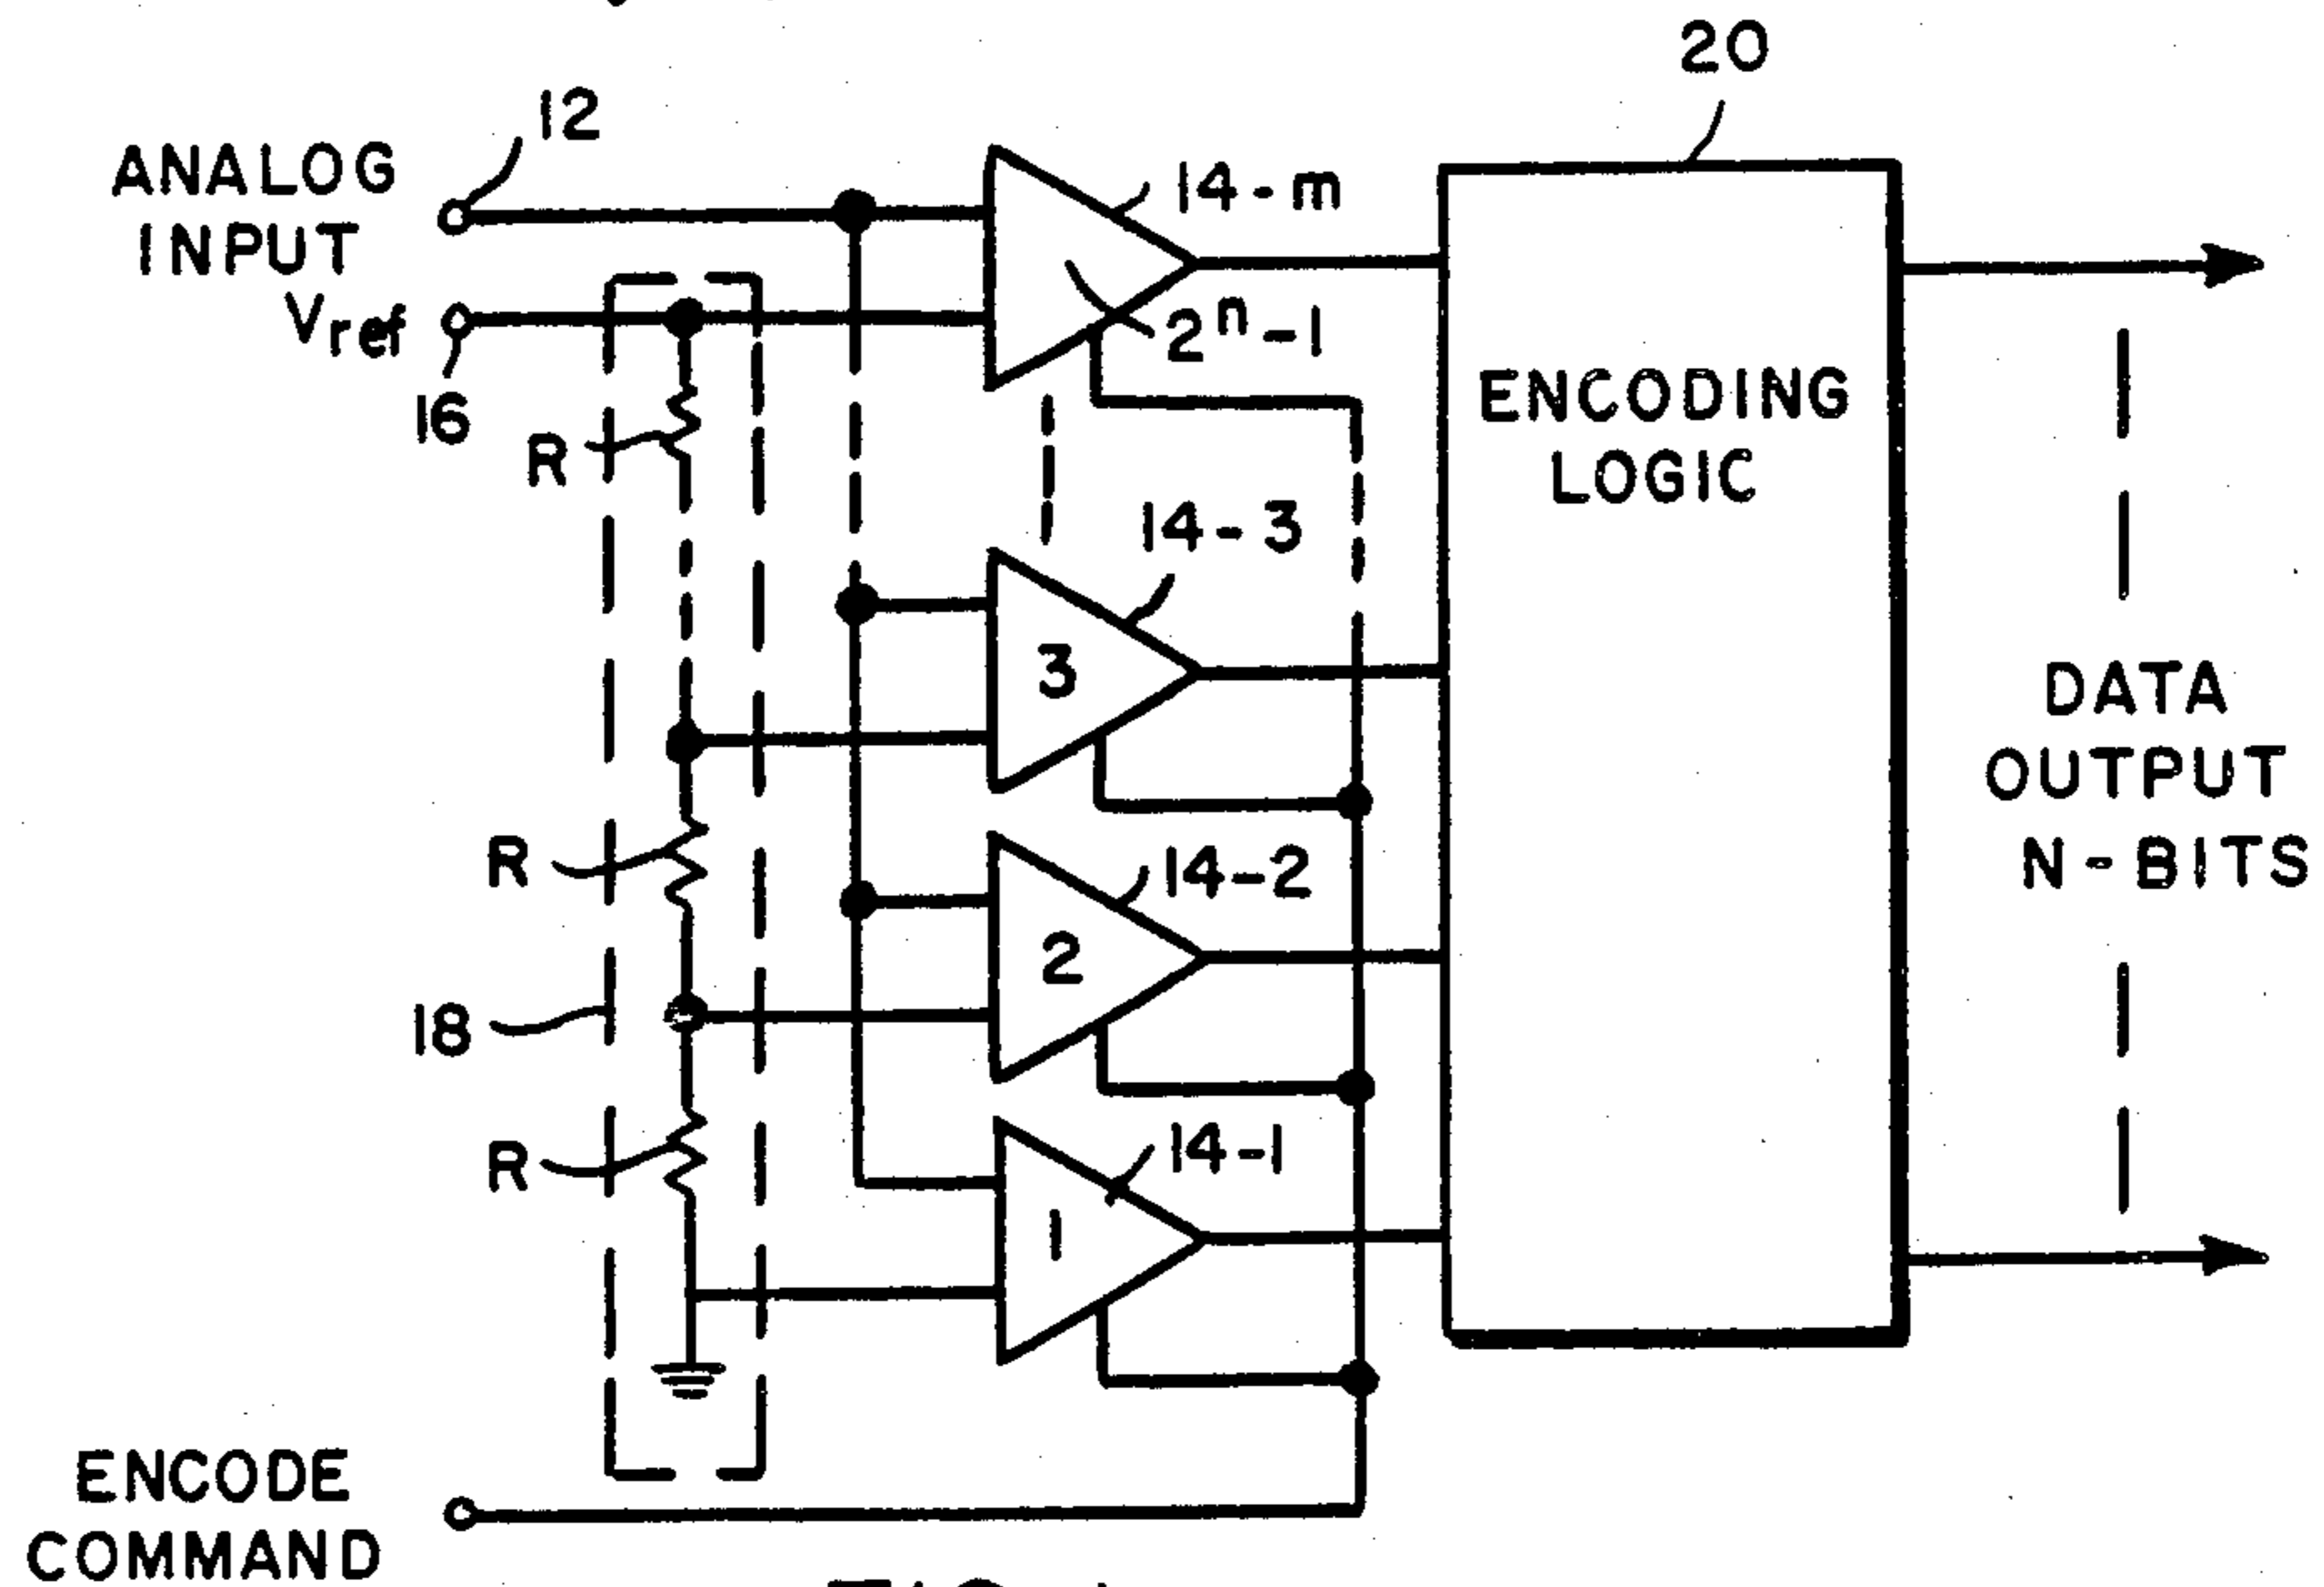 20
12
ANALOG
INPUT
14-m
Vref
2ⁿ-1
16
R
ENCODING
LOGIC
14-3
3
DATA
OUTPUT
N-BITS
R
14-2
2
18
R
14-1
1
ENCODE
COMMAND